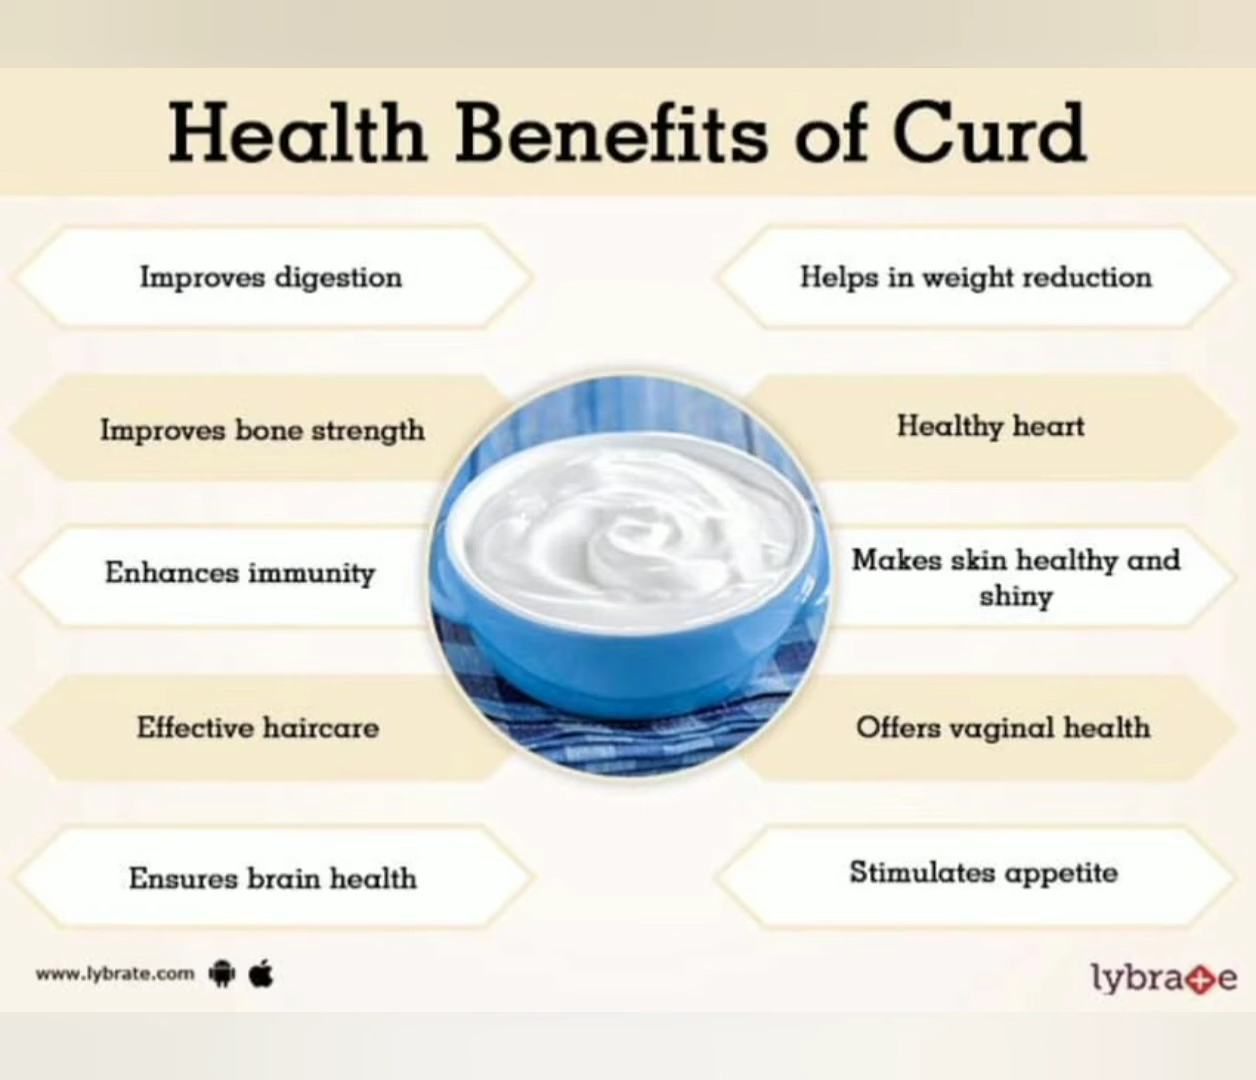 Health Benefits of Curd
Improves digestion
Helps in weight reduction
Improves bone strength
Healthy heart
Enhances immunity
Makes skin healthy and
shiny
Effective haircare
Offers vaginal health
Ensures brain health
Stimulates appetite
www.lybrate.com
lybrate